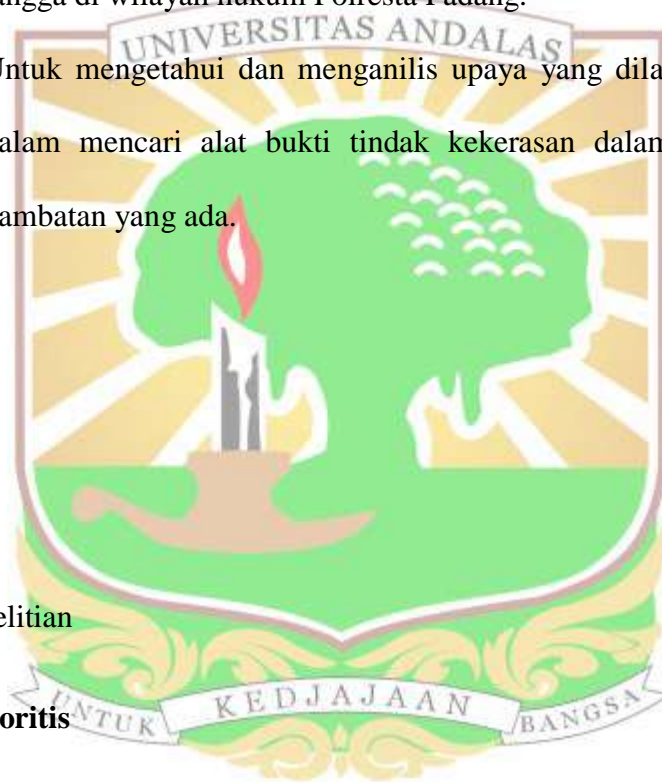 angga di wilayah hukum Polresta Padang.
UNIVERSITAS ANDALAS
Untuk mengetahui dan menganilis upaya yang dila
alam mencari alat bukti tindak kekerasan dalam
ambatan yang ada.
elitian
oritis
UNTUK KEDJAJAAN BANGSA